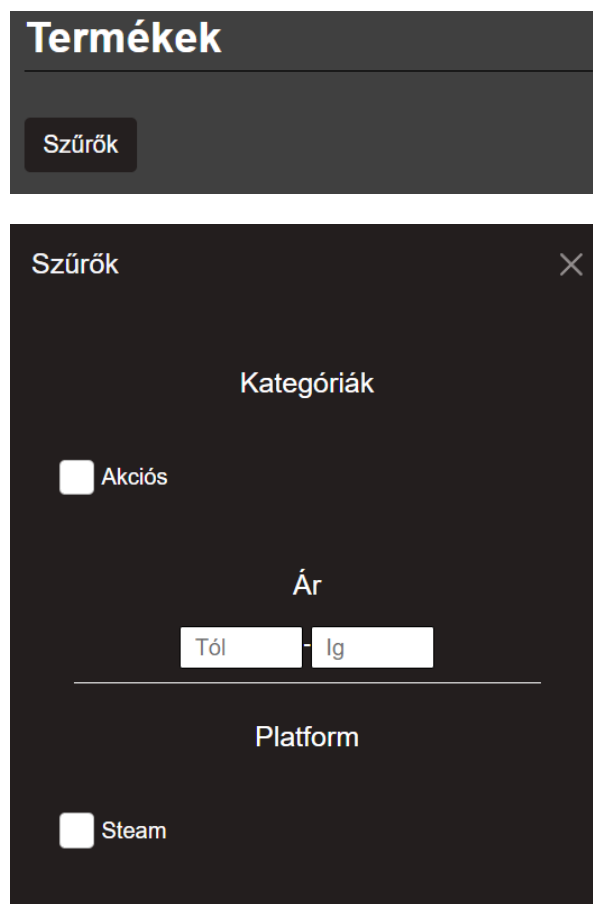 Termékek
Szűrők
Szűrők
Kategóriák
Akciós
Ár
Tól - Ig
Platform
Steam